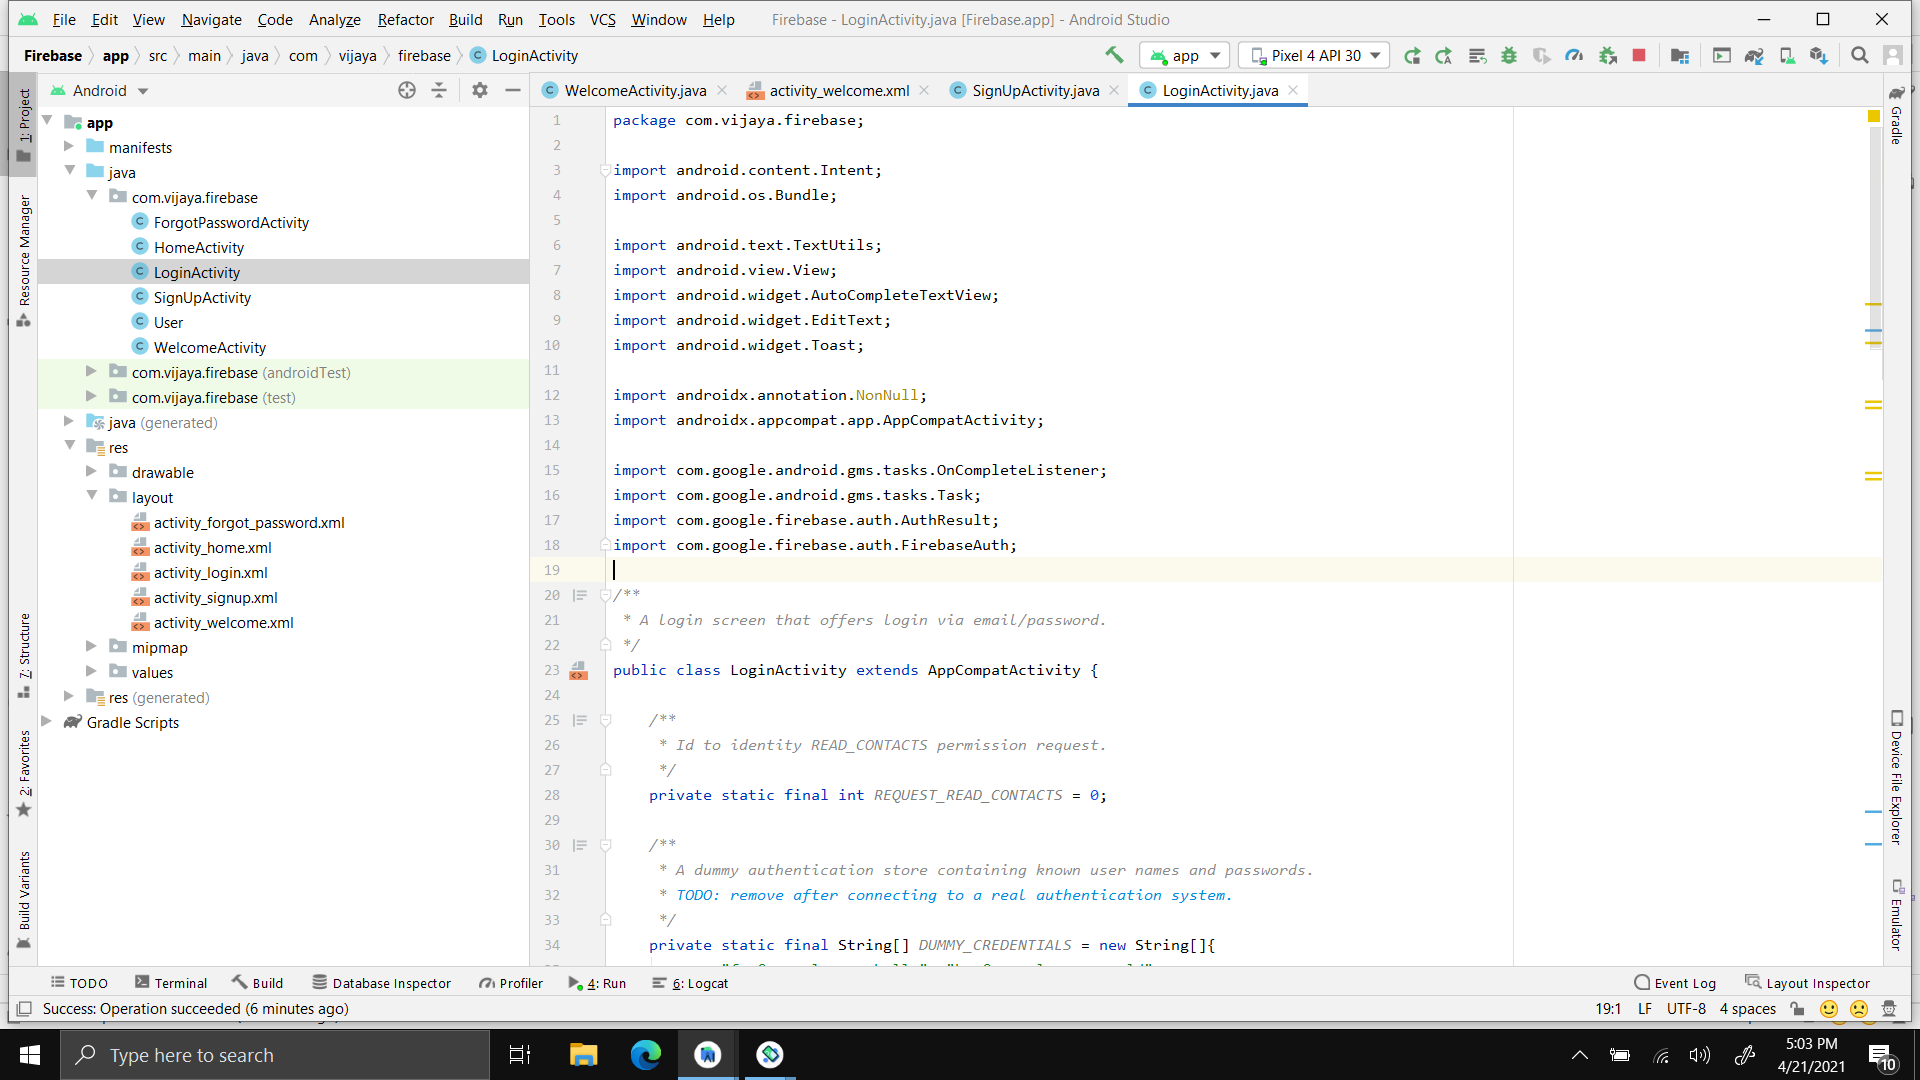 File Edit View Navigate Code Analyze Refactor Build Run Tools VCS Window Help Firebase - LoginActivity.java [Firebase.app] - Android Studio
Firebase app src main java com vijaya firebase LoginActivity app Pixel 4 API 30
Android
WelcomeActivity.java activity_welcome.xml SignUpActivity.java LoginActivity.java
1: Project
Resource Manager
7: Structure
2: Favorites
Build Variants
app
manifests
java
com.vijaya.firebase
ForgotPasswordActivity
HomeActivity
LoginActivity
SignUpActivity
User
WelcomeActivity
com.vijaya.firebase (androidTest)
com.vijaya.firebase (test)
java (generated)
res
drawable
layout
activity_forgot_password.xml
activity_home.xml
activity_login.xml
activity_signup.xml
activity_welcome.xml
mipmap
values
res (generated)
Gradle Scripts
1 package com.vijaya.firebase;
2
3 import android.content.Intent;
4 import android.os.Bundle;
5
6 import android.text.TextUtils;
7 import android.view.View;
8 import android.widget.AutoCompleteTextView;
9 import android.widget.EditText;
10 import android.widget.Toast;
11
12 import androidx.annotation.NonNull;
13 import androidx.appcompat.app.AppCompatActivity;
14
15 import com.google.android.gms.tasks.OnCompleteListener;
16 import com.google.android.gms.tasks.Task;
17 import com.google.firebase.auth.AuthResult;
18 import com.google.firebase.auth.FirebaseAuth;
19
20 /**
21 * A login screen that offers login via email/password.
22 */
23 public class LoginActivity extends AppCompatActivity {
24
25 /**
26 * Id to identity READ_CONTACTS permission request.
27 */
28 private static final int REQUEST_READ_CONTACTS = 0;
29
30 /**
31 * A dummy authentication store containing known user names and passwords.
32 * TODO: remove after connecting to a real authentication system.
33 */
34 private static final String[] DUMMY_CREDENTIALS = new String[]{
Gradle
Device File Explorer
Emulator
TODO Terminal Build Database Inspector Profiler 4: Run 6: Logcat Event Log Layout Inspector
Success: Operation succeeded (6 minutes ago) 19:1 LF UTF-8 4 spaces
Type here to search
5:03 PM
4/21/2021
10